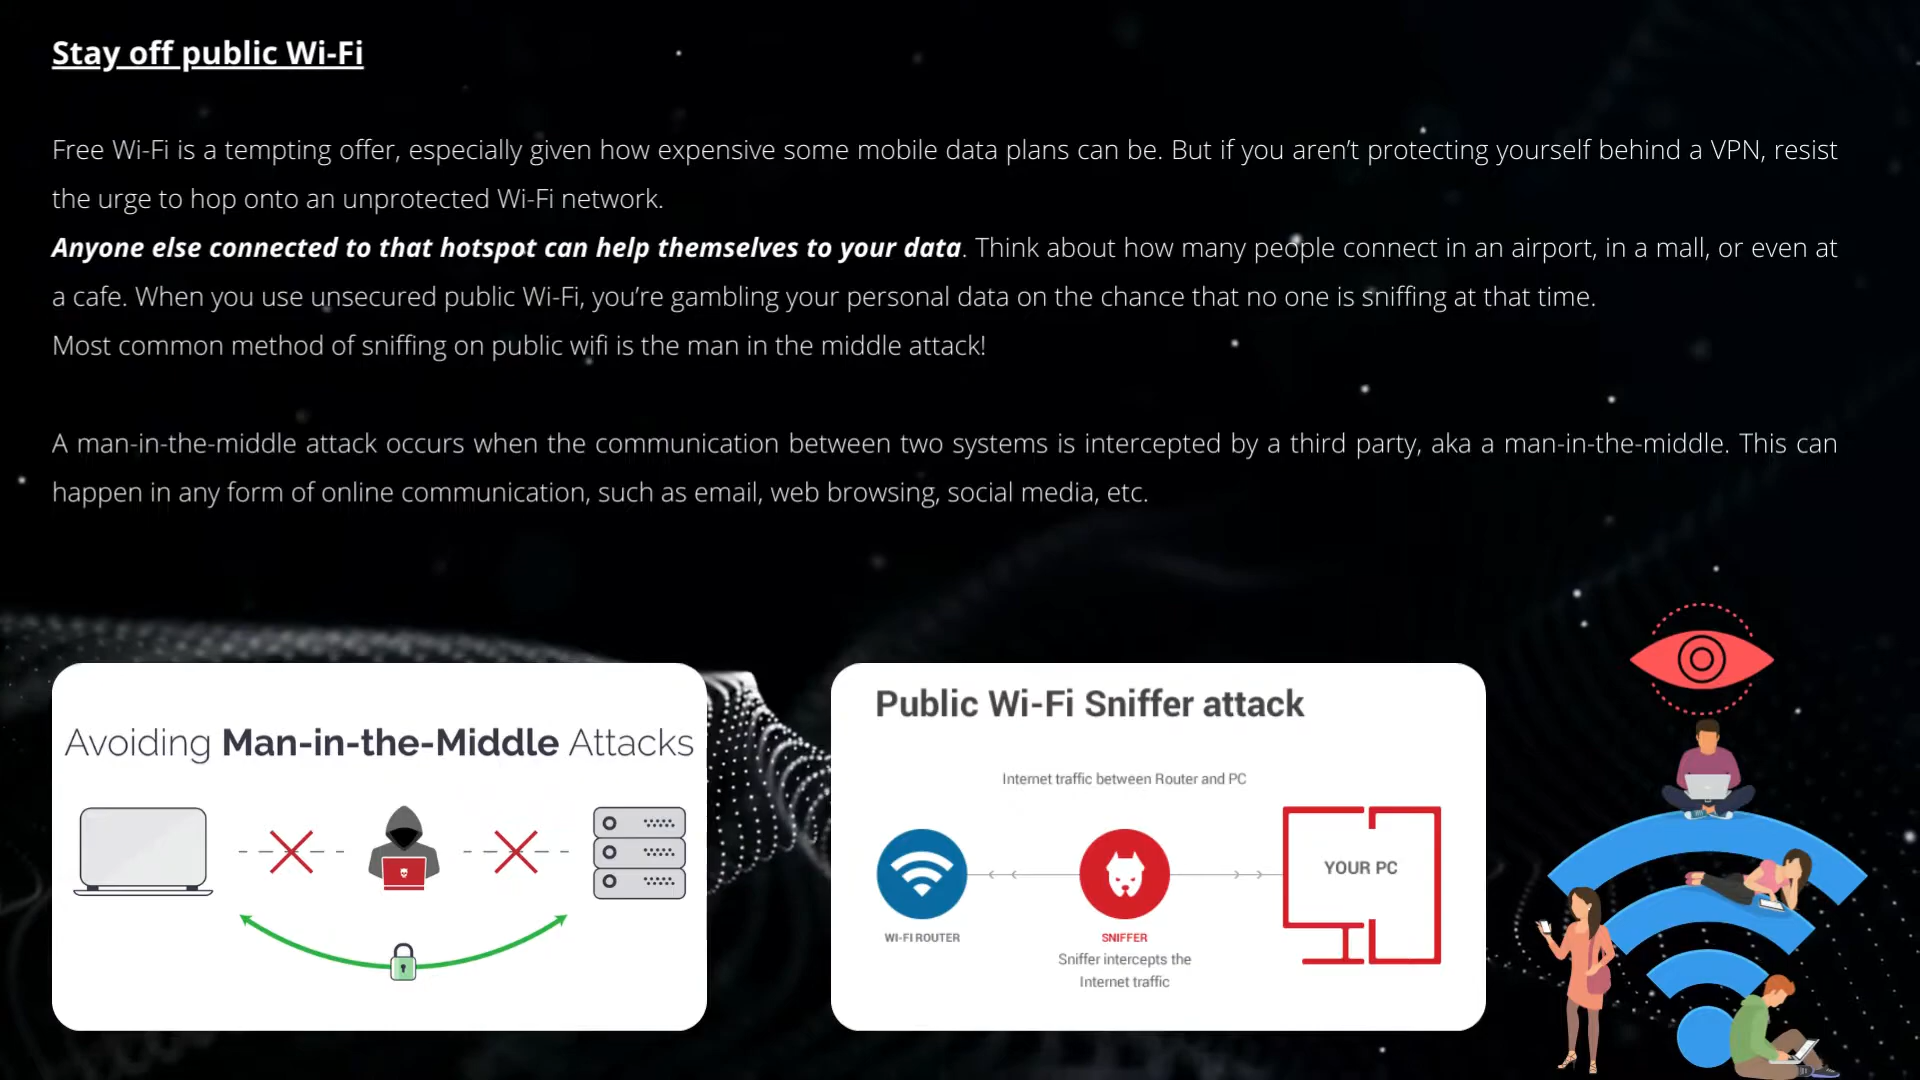 Stay off public Wi-Fi
Free Wi-Fi is a tempting offer, especially given how expensive some mobile data plans can be. But if you aren’t protecting yourself behind a VPN, resist
the urge to hop onto an unprotected Wi-Fi network.
Anyone else connected to that hotspot can help themselves to your data. Think about how many people connect in an airport, in a mall, or even at
a cafe. When you use unsecured public Wi-Fi, you’re gambling your personal data on the chance that no one is sniffing at that time.
Most common method of sniffing on public wifi is the man in the middle attack!
A man-in-the-middle attack occurs when the communication between two systems is intercepted by a third party, aka a man-in-the-middle. This can
happen in any form of online communication, such as email, web browsing, social media, etc.
Avoiding Man-in-the-Middle Attacks
Public Wi-Fi Sniffer attack
Internet traffic between Router and PC
YOUR PC
WI-FI ROUTER
SNIFFER
Sniffer intercepts the
Internet traffic